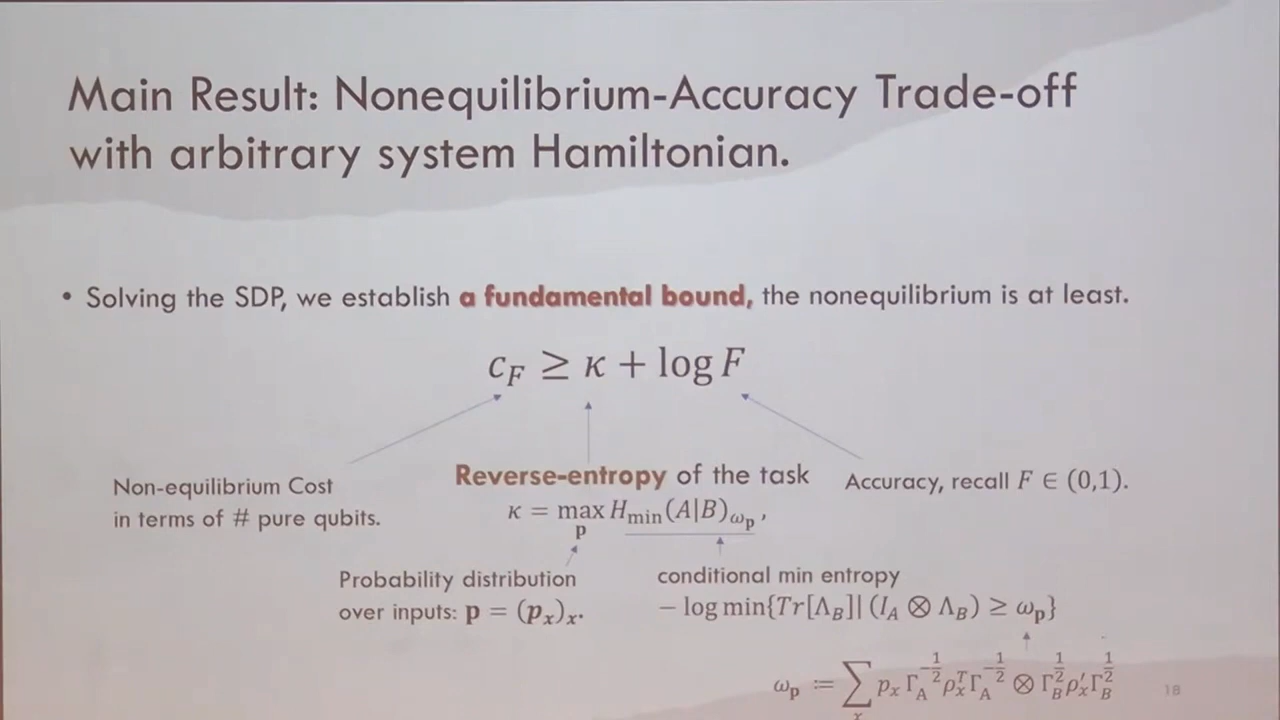 Main Result: Nonequilibrium-Accuracy Trade-off
with arbitrary system Hamiltonian.
• Solving the SDP, we establish a fundamental bound, the nonequilibrium is at least.
c_F ≥ κ + log F
Non-equilibrium Cost
in terms of # pure qubits.
Reverse-entropy of the task
κ = max_p H_min(A|B)_{ω_p} ,
Accuracy, recall F ∈ (0,1).
Probability distribution
over inputs: p = (p_x)_x.
conditional min entropy
− log min{Tr[Λ_B]| (I_A ⊗ Λ_B) ≥ ω_p}
ω_p := ∑_x p_x Γ_A^{-1/2} ρ_x^T Γ_A^{-1/2} ⊗ Γ_B^{1/2} ρ_x′ Γ_B^{1/2}
18